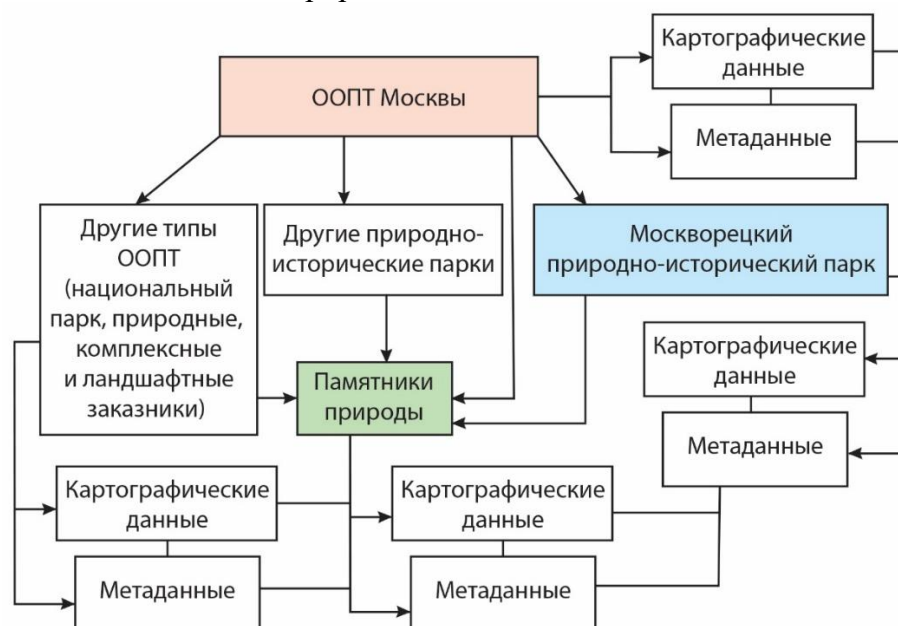 Картографические
данные
ООПТ Москвы
Метаданные
Другие типы
ООПТ
(национальный
парк, природные,
комплексные
и ландшафтные
заказники)
Другие природно-
исторические парки
Москворецкий
природно-исторический парк
Памятники
природы
Картографические
данные
Метаданные
Картографические
данные
Метаданные
Картографические
данные
Метаданные